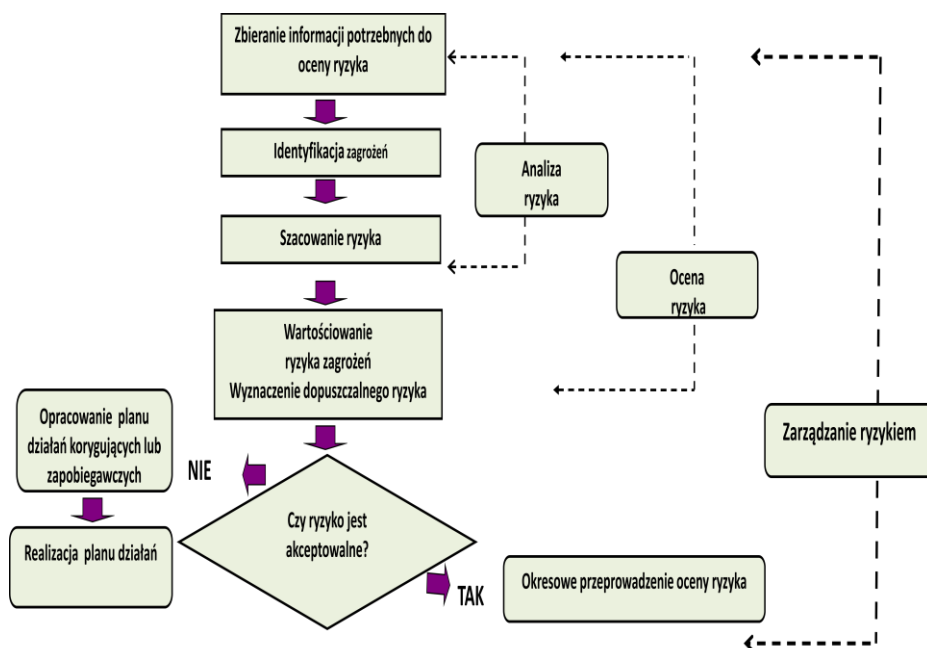 Zbieranie informacji potrzebnych do
oceny ryzyka
Identyfikacja zagrożeń
Analiza
ryzyka
Szacowanie ryzyka
Ocena
ryzyka
Wartościowanie
ryzyka zagrożeń
Wyznaczenie dopuszczalnego ryzyka
Opracowanie planu
działań korygujących lub
zapobiegawczych
Zarządzanie ryzykiem
NIE
Czy ryzyko jest
akceptowalne?
Realizacja planu działań
TAK
Okresowe przeprowadzenie oceny ryzyka